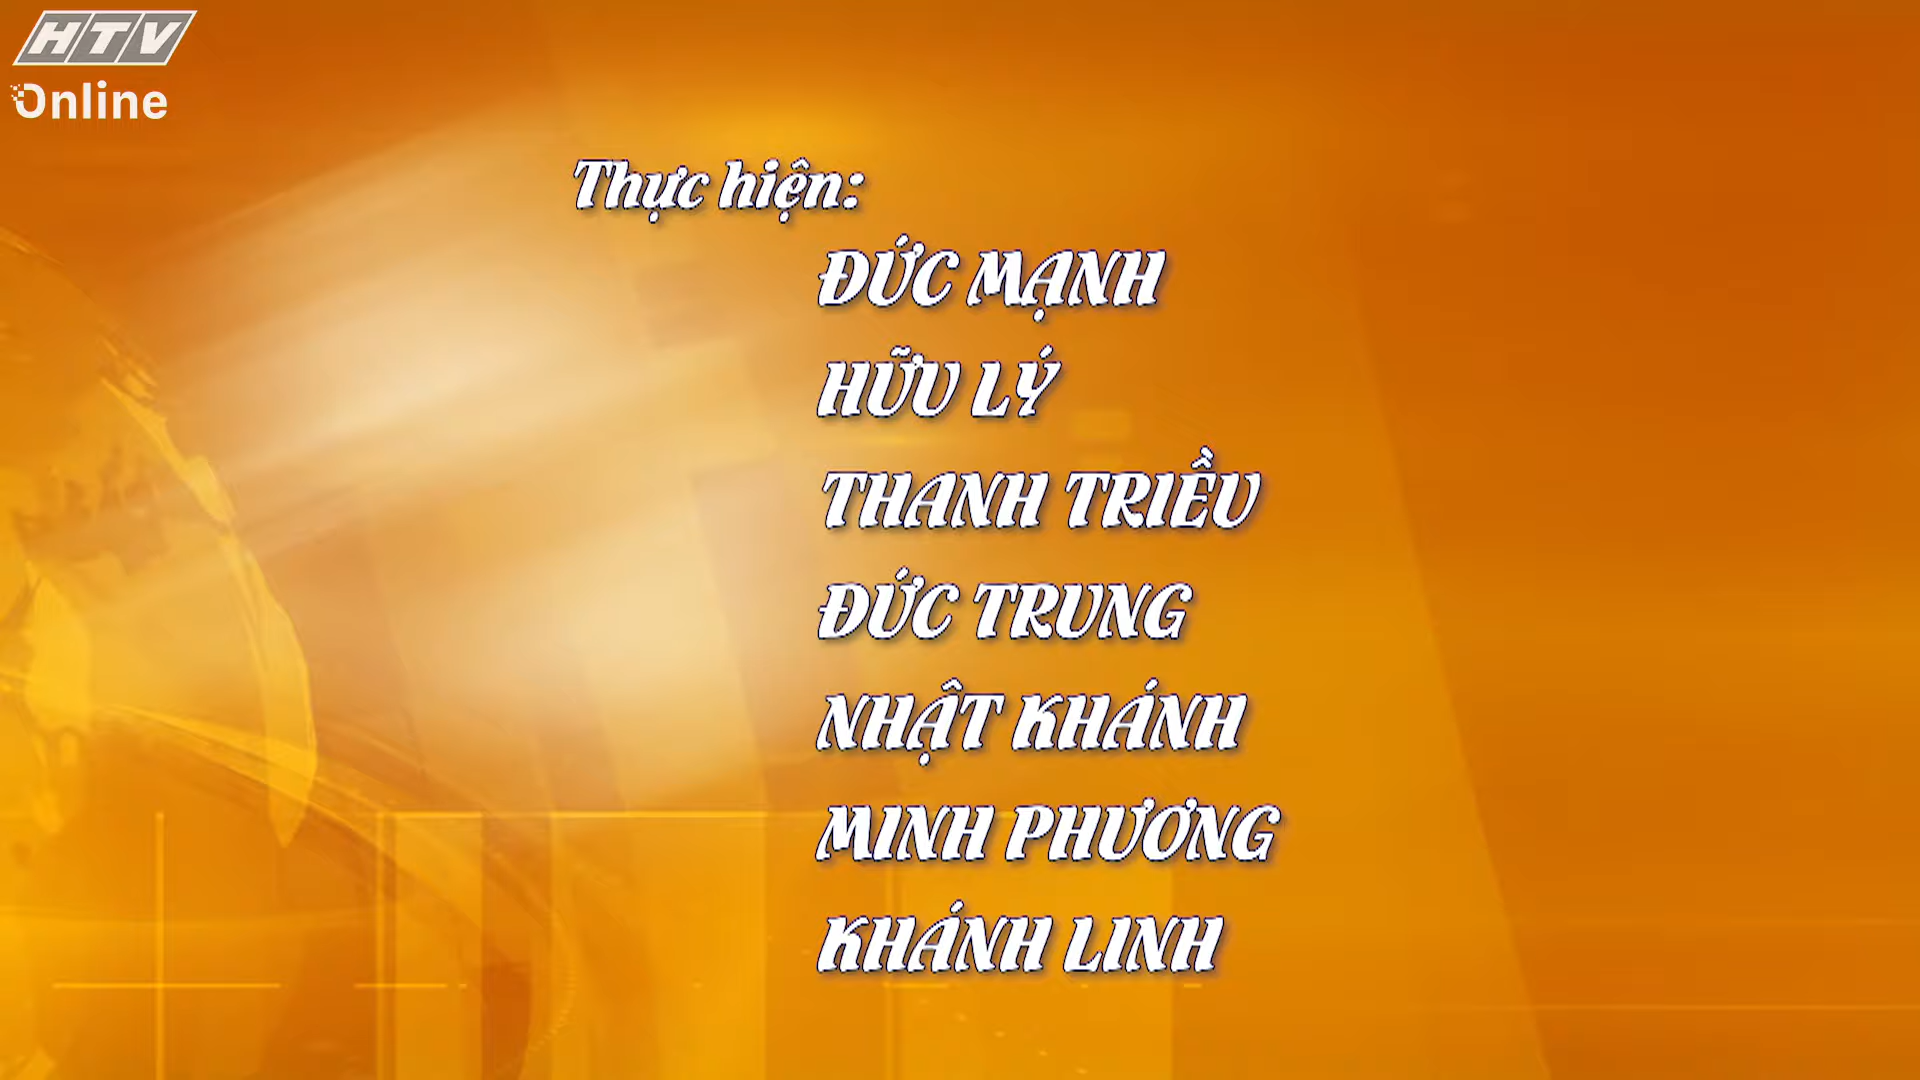 HTV
Online
Thực hiện:
ĐỨC MẠNH
HỮU LÝ
THANH TRIỀU
ĐỨC TRUNG
NHẬT KHÁNH
MINH PHƯƠNG
KHÁNH LINH